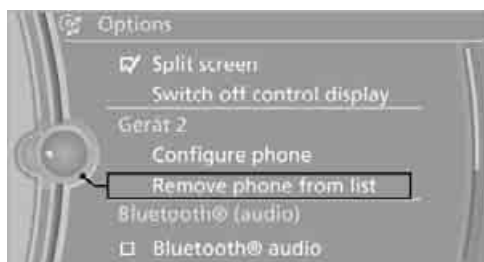 Options
Split screen
Switch off control display
Gerät 2
Configure phone
Remove phone from list
Bluetooth® (audio)
Bluetooth® audio